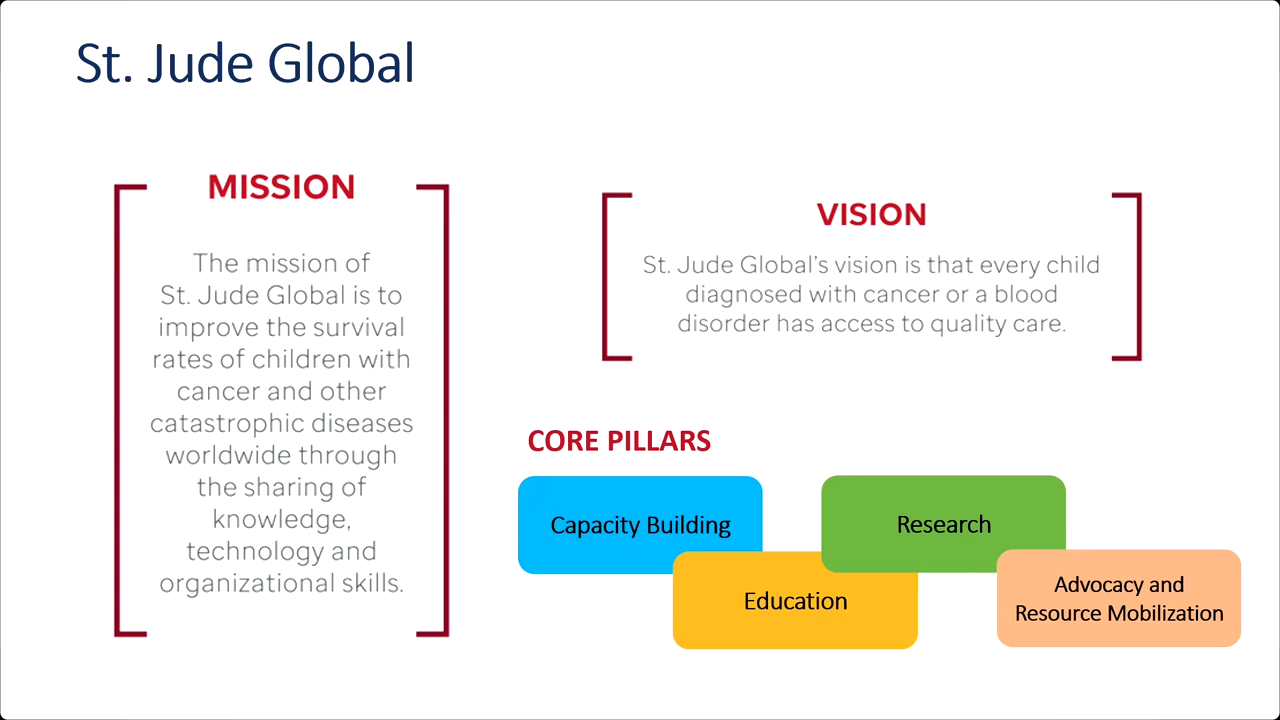 St. Jude Global
MISSION
The mission of
St. Jude Global is to
improve the survival
rates of children with
cancer and other
catastrophic diseases
worldwide through
the sharing of
knowledge,
technology and
organizational skills.
VISION
St. Jude Global's vision is that every child
diagnosed with cancer or a blood
disorder has access to quality care.
CORE PILLARS
Capacity Building
Education
Research
Advocacy and
Resource Mobilization